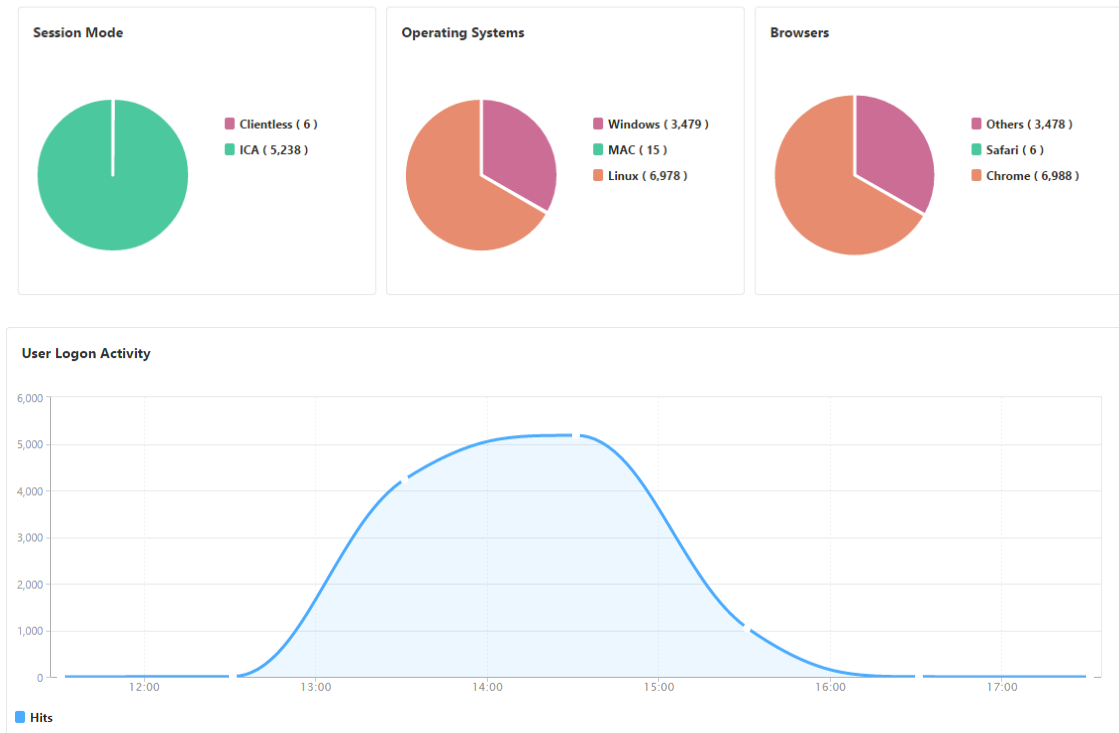 Session Mode
Clientless ( 6 )
ICA ( 5,238 )
Operating Systems
Windows ( 3,479 )
MAC ( 15 )
Linux ( 6,978 )
Browsers
Others ( 3,478 )
Safari ( 6 )
Chrome ( 6,988 )
User Logon Activity
6,000
5,000
4,000
3,000
2,000
1,000
0
12:00 13:00 14:00 15:00 16:00 17:00
Hits